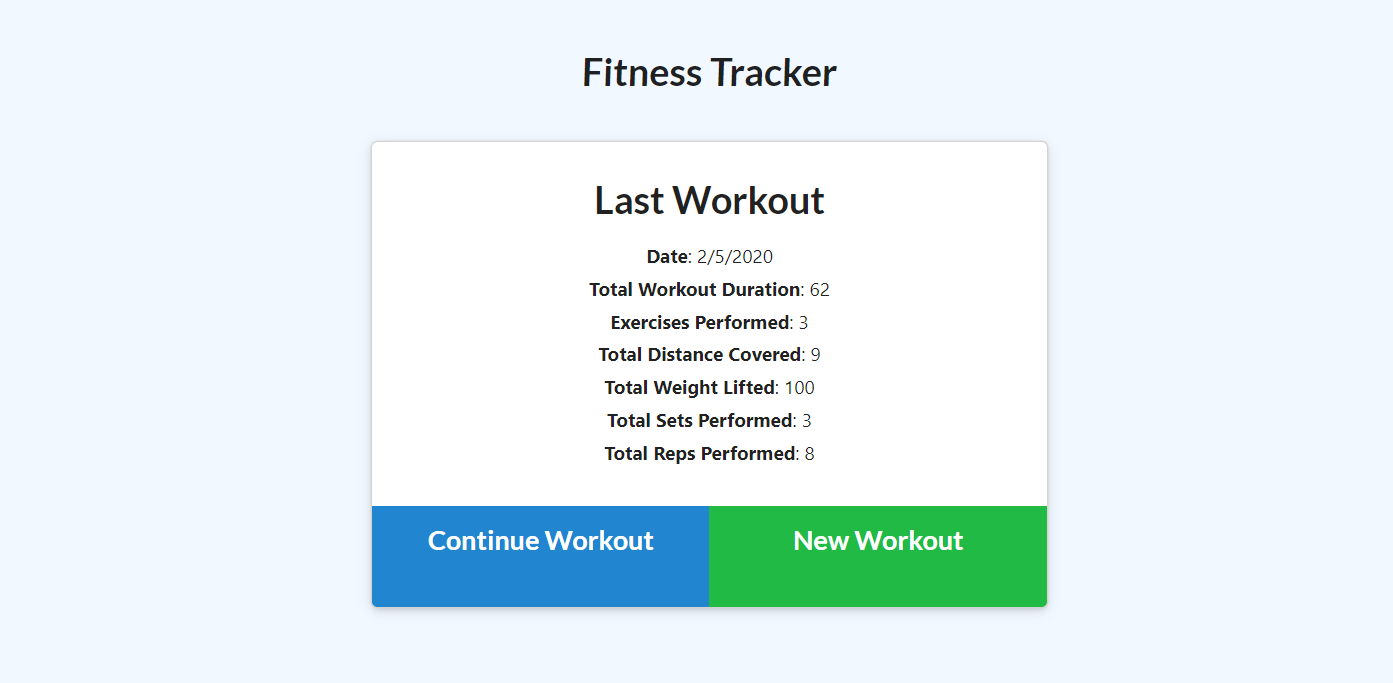 Fitness Tracker
Last Workout
Date: 2/5/2020
Total Workout Duration: 62
Exercises Performed: 3
Total Distance Covered: 9
Total Weight Lifted: 100
Total Sets Performed: 3
Total Reps Performed: 8
Continue Workout
New Workout